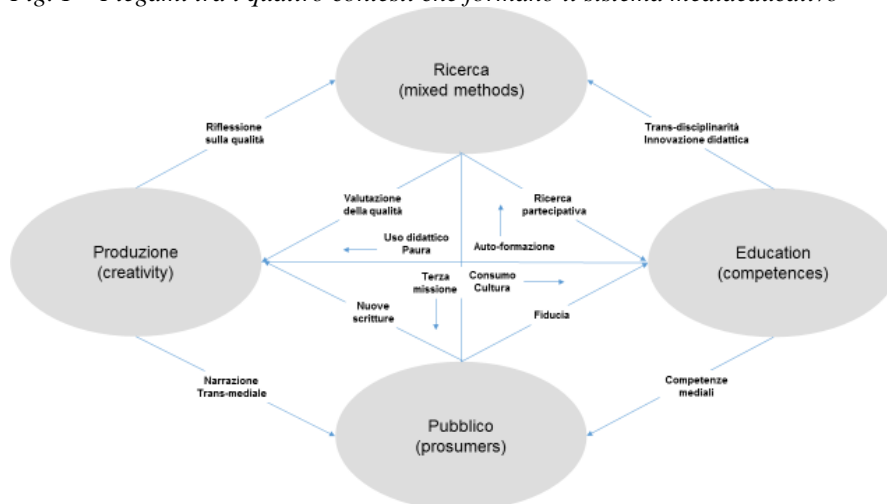 Fig. 1 – I legami tra i quattro contesti che formano il sistema mediaeducativo
Ricerca
(mixed methods)
Riflessione
sulla qualità
Trans-disciplinarità
Innovazione didattica
Valutazione
della qualità
Ricerca
partecipativa
Uso didattico
Paura
Auto-formazione
Produzione
(creativity)
Education
(competences)
Terza
missione
Consumo
Cultura
Nuove
scritture
Fiducia
Narrazione
Trans-mediale
Competenze
mediali
Pubblico
(prosumers)